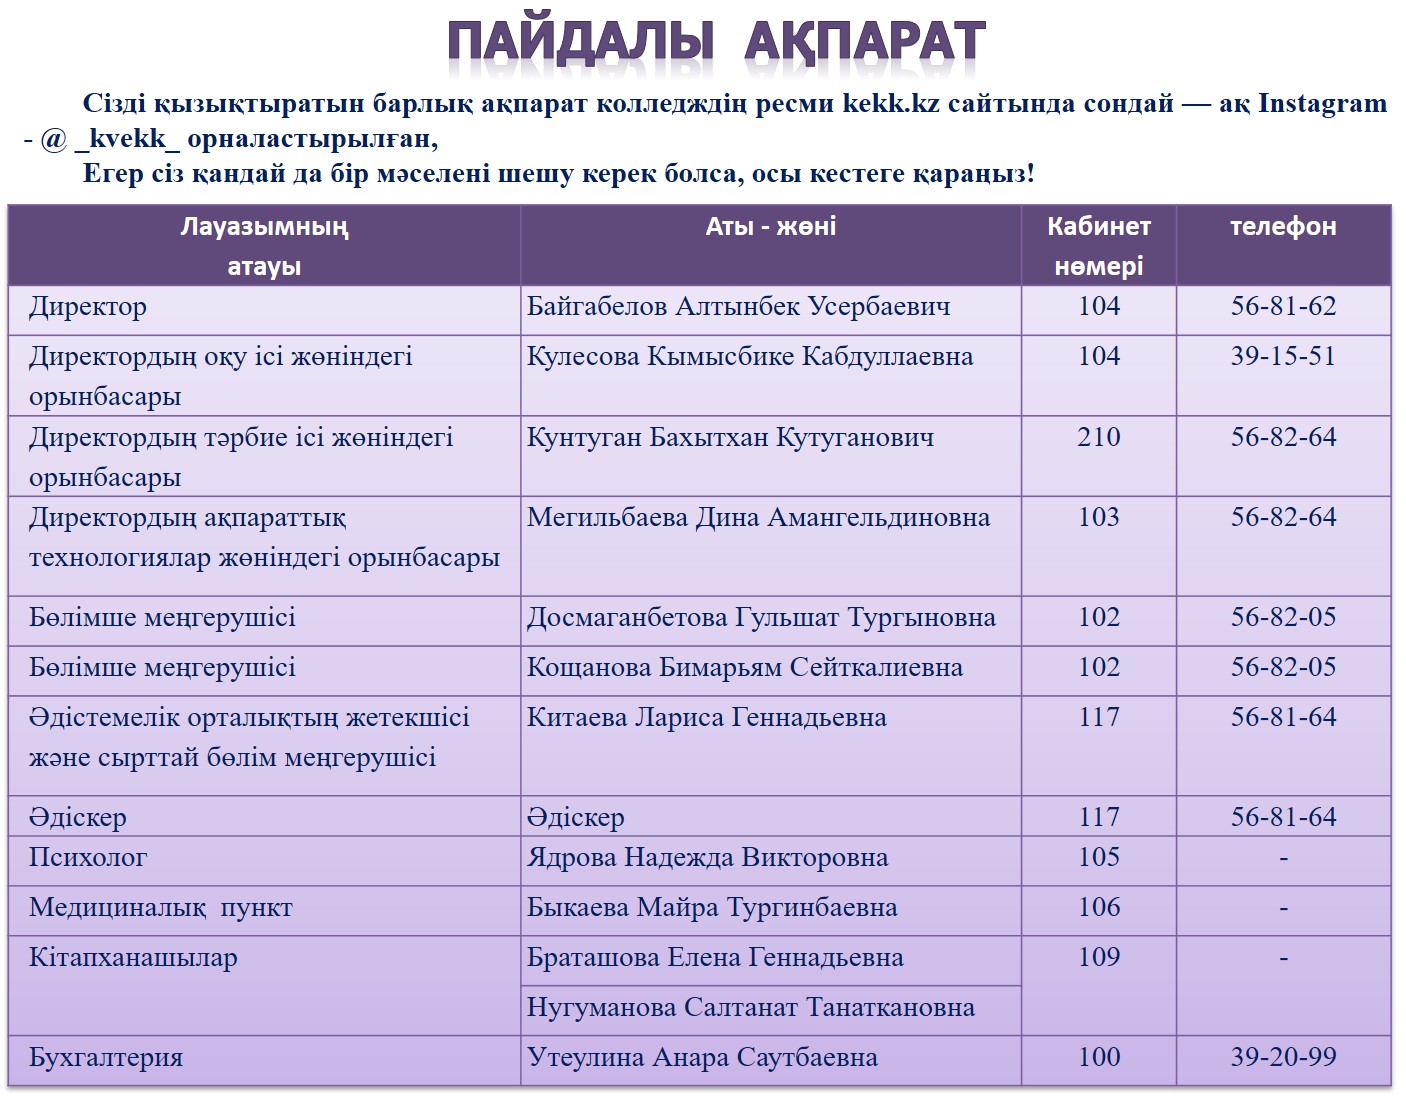 ПАЙДАЛЫ АҚПАРАТ
Сізді қызықтыратын барлық ақпарат колледждің ресми kekk.kz сайтында сондай — ақ Instagram
- @ _kvekk_ орналастырылған,
Егер сіз қандай да бір мәселені шешу керек болса, осы кестеге қараңыз!
Лауазымның атауы Аты - жөні Кабинет нөмері телефон
Директор Байгабелов Алтынбек Усербаевич 104 56-81-62
Директордың оқу ісі жөніндегі Кулесова Кымысбике Кабдуллаевна 104 39-15-51
орынбасары
Директордың тәрбие ісі жөніндегі Кунтуган Бахытхан Кутуганович 210 56-82-64
орынбасары
Директордың ақпараттық Мегильбаева Дина Амангельдиновна 103 56-82-64
технологиялар жөніндегі орынбасары
Бөлімше меңгерушісі Досмаганбетова Гульшат Тургыновна 102 56-82-05
Бөлімше меңгерушісі Кощанова Бимарьям Сейткалиевна 102 56-82-05
Әдістемелік орталықтың жетекшісі Китаева Лариса Геннадьевна 117 56-81-64
және сырттай бөлім меңгерушісі
Әдіскер Әдіскер 117 56-81-64
Психолог Ядрова Надежда Викторовна 105 -
Медициналық пункт Быкаева Майра Тургинбаевна 106 -
Кітапханашылар Браташова Елена Геннадьевна 109 -
Нугуманова Салтанат Танаткановна
Бухгалтерия Утеулина Анара Саутбаевна 100 39-20-99